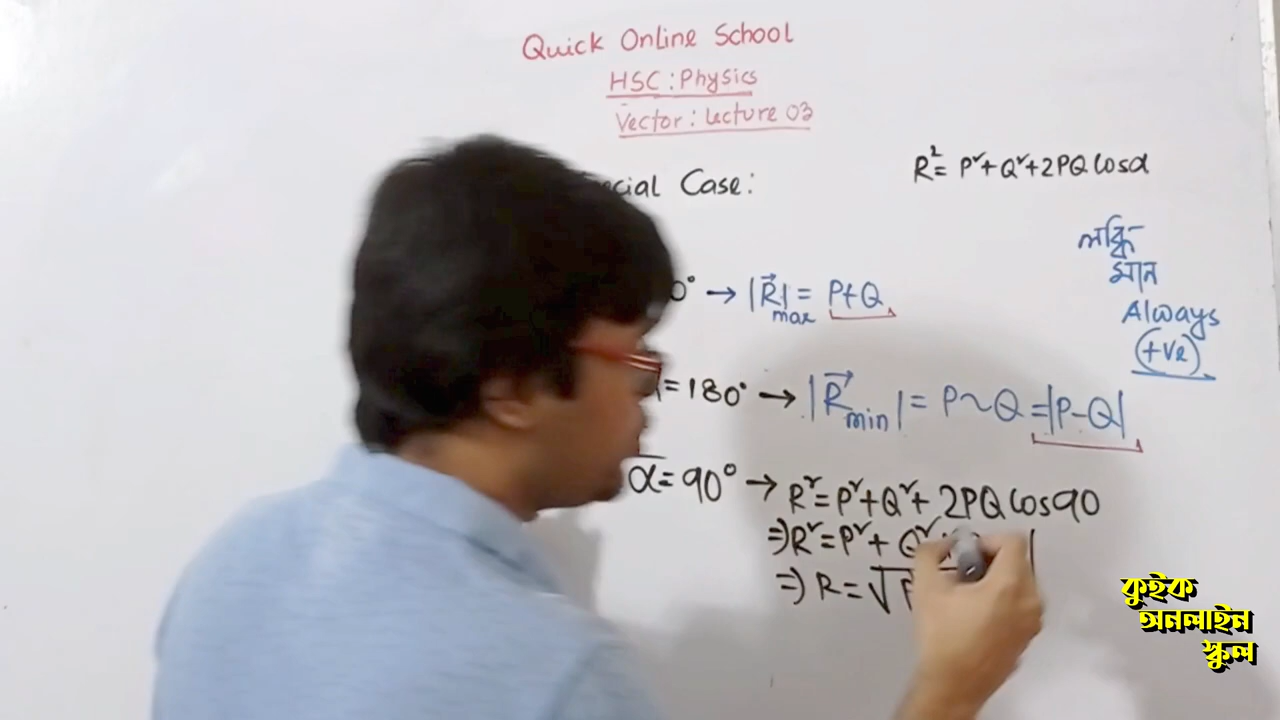 Quick Online School
HSC : Physics
Vector : Lecture 03
Case:
R² = P² + Q² + 2PQ Cosα
লব্ধি
মান
Always
(+ve)
0° → |R⃗|max = P+Q
α = 180° → |R⃗min| = P~Q = |P-Q|
α = 90° → R² = P² + Q² + 2PQ Cos90
⇒ R² = P² + Q²
⇒ R = √P
কুইক
অনলাইন
স্কুল